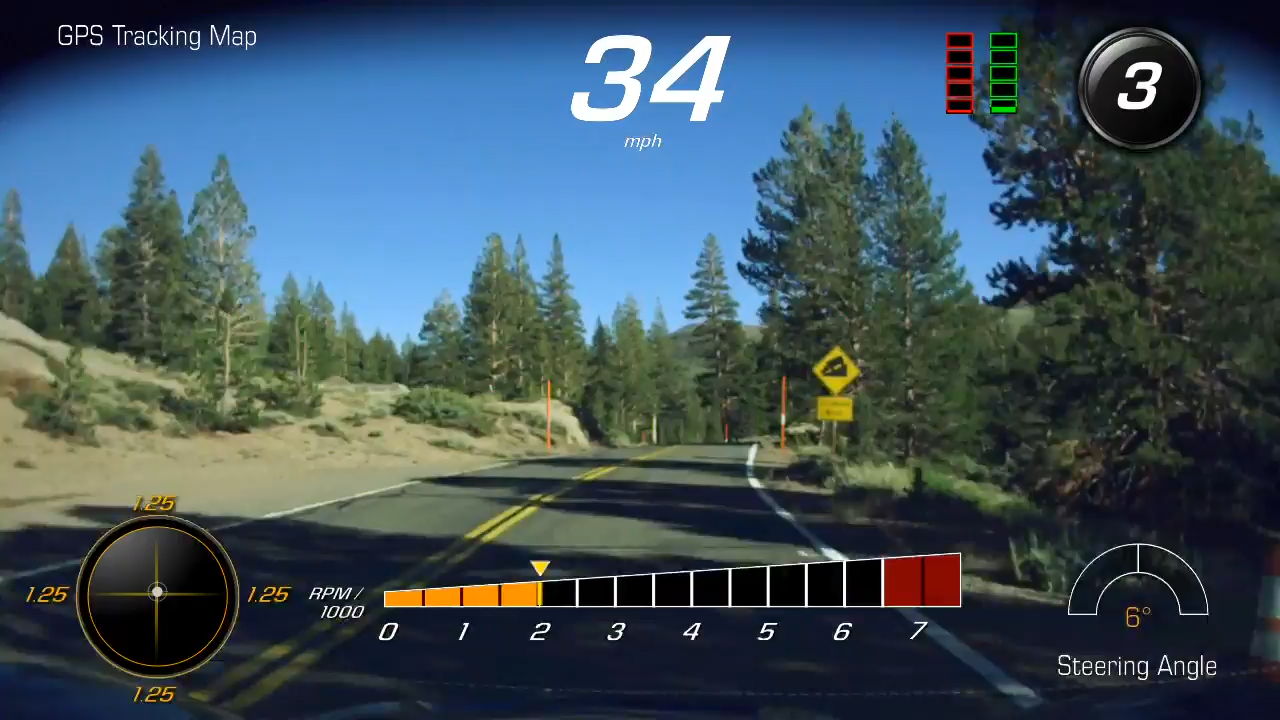 GPS Tracking Map
34
mph
3
1.25
1.25
1.25
1.25
RPM /
1000
0 1 2 3 4 5 6 7
6°
Steering Angle